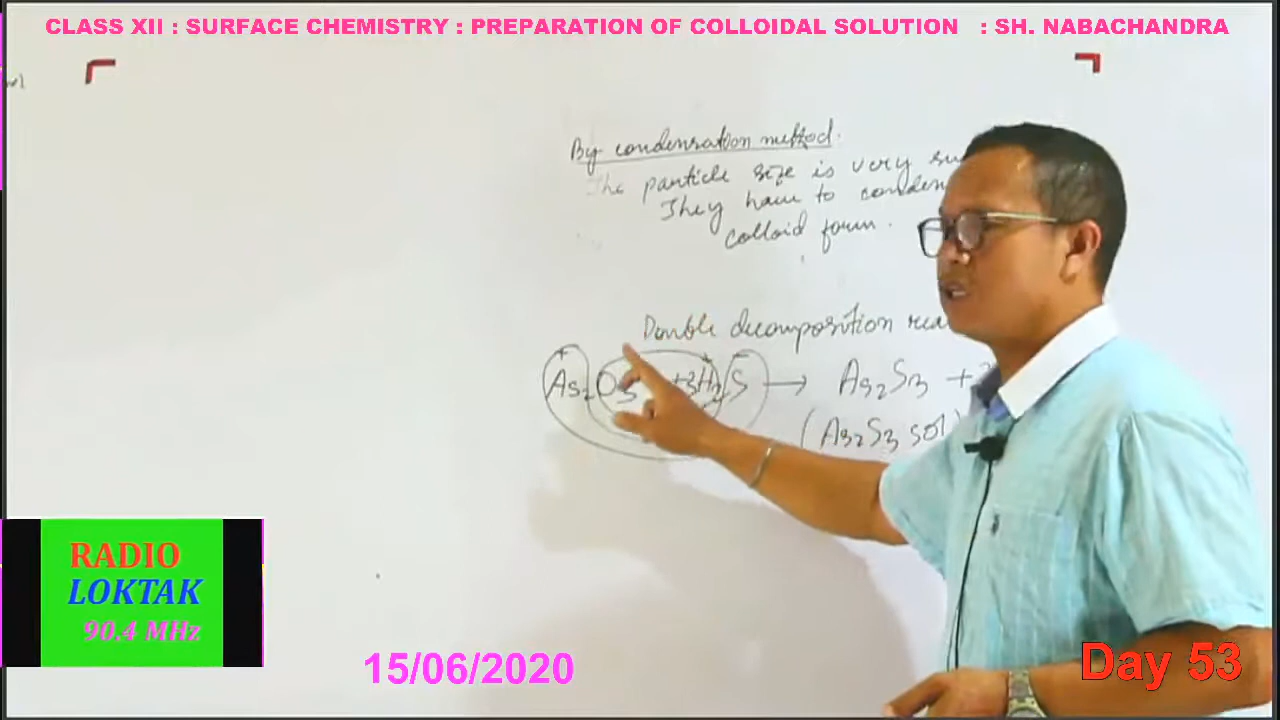 CLASS XII : SURFACE CHEMISTRY : PREPARATION OF COLLOIDAL SOLUTION : SH. NABACHANDRA
By condensation method.
The particle size is very
They have to
colloid form.
Double decomposition
As₂O₃ +3H₂S → As₂S₃ +
(As₂S₃ sol)
RADIO
LOKTAK
90.4 MHz
15/06/2020
Day 53